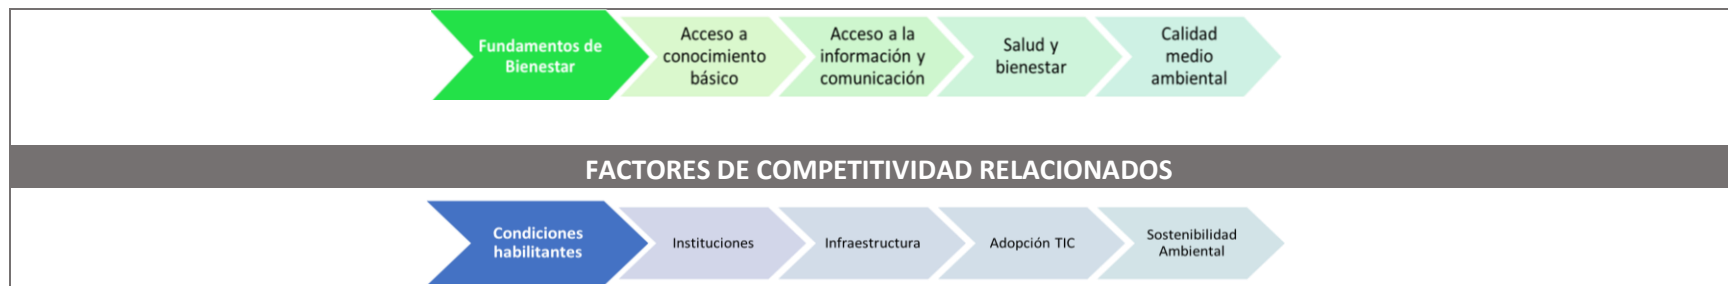 Fundamentos de
Bienestar
Acceso a
conocimiento
básico
Acceso a la
información y
comunicación
Salud y
bienestar
Calidad
medio
ambiental
FACTORES DE COMPETITIVIDAD RELACIONADOS
Condiciones
habilitantes
Instituciones
Infraestructura
Adopción TIC
Sostenibilidad
Ambiental